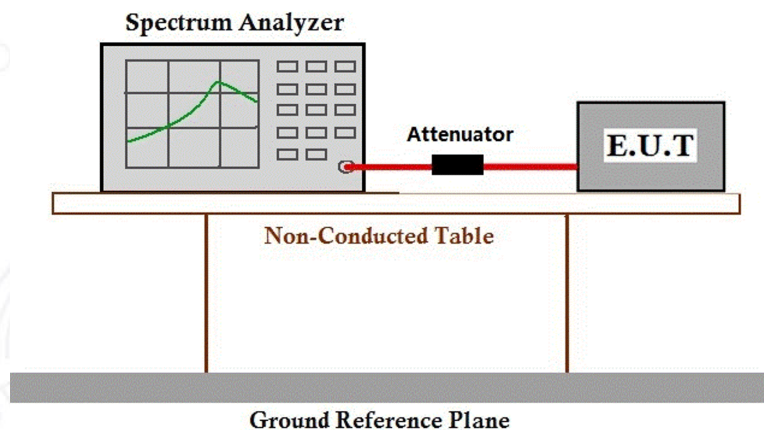 Spectrum Analyzer
Attenuator
E.U.T
Non-Conducted Table
Ground Reference Plane